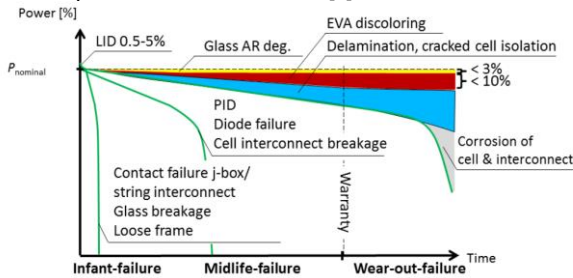 Power [%]
LID 0.5-5%
Glass AR deg.
EVA discoloring
Delamination, cracked cell isolation
Pnominal
< 3%
< 10%
PID
Diode failure
Cell interconnect breakage
Corrosion of
cell & interconnect
Contact failure j-box/
string interconnect
Glass breakage
Loose frame
Warranty
Time
Infant-failure
Midlife-failure
Wear-out-failure